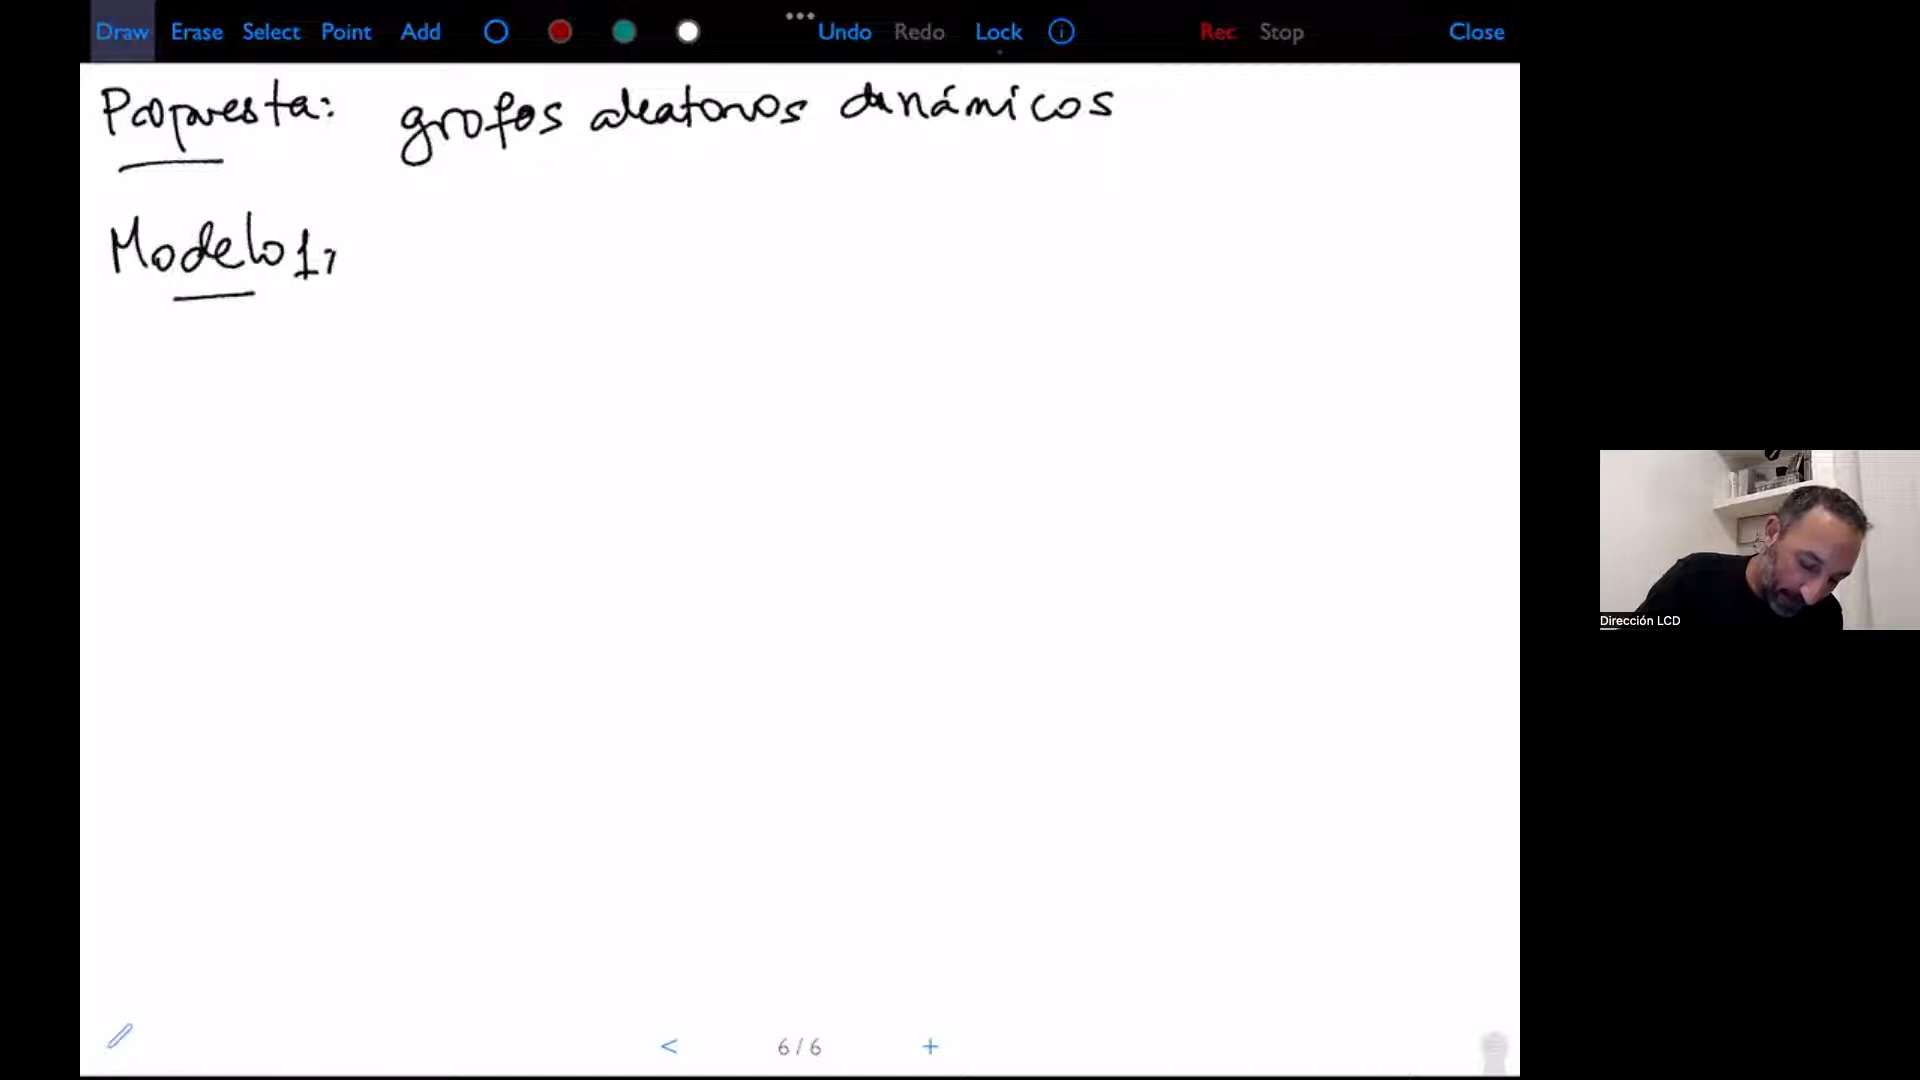 Draw Erase Select Point Add Undo Redo Lock Rec Stop Close
Propuesta: grafos aleatorios dinámicos
Modelo 1,
Dirección LCD
< 6/6 +